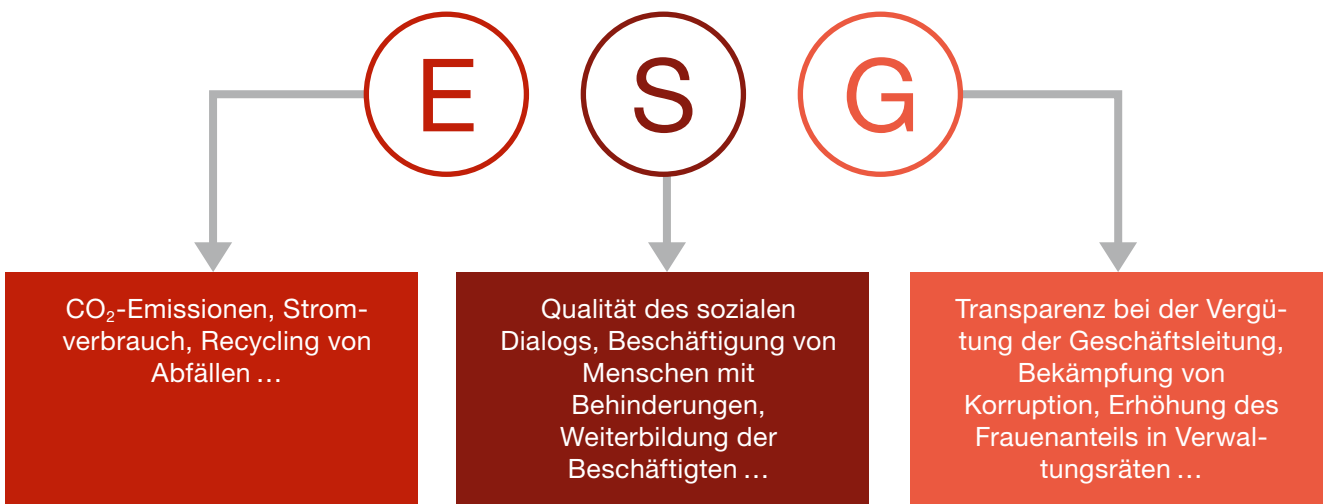 E
S
G
CO₂-Emissionen, Strom-
verbrauch, Recycling von
Abfällen …
Qualität des sozialen
Dialogs, Beschäftigung von
Menschen mit
Behinderungen,
Weiterbildung der
Beschäftigten …
Transparenz bei der Vergü-
tung der Geschäftsleitung,
Bekämpfung von
Korruption, Erhöhung des
Frauenanteils in Verwal-
tungsräten …